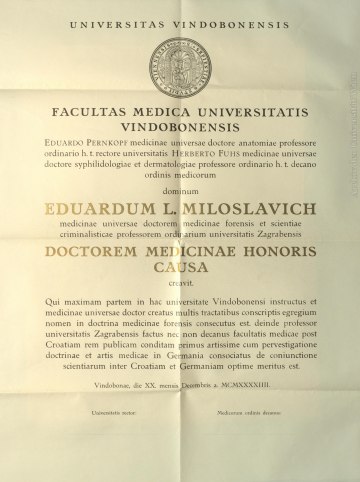 UNIVERSITAS VINDOBONENSIS
FACULTAS MEDICA UNIVERSITATIS
VINDOBONENSIS
EDUARDO PERNKOPF medicinae universae doctore anatomiae professore
ordinario h. t. rectore universitatis HERBERTO FUHS medicinae universae
doctore syphilidologiae et dermatologiae professore ordinario h. t. decano
ordinis medicorum
dominum
EDUARDUM L. MILOSLAVICH
medicinae universae doctorem medicinae forensis et scientiae
criminalisticae professorem ordinarium universitatis Zagrabensis
DOCTOREM MEDICINAE HONORIS
CAUSA
creavit.
Qui maximam partem in hac universitate Vindobonensi instructus et
medicinae universae doctor creatus multis tractatibus conscriptis egregium
nomen in doctrina medicinae forensis consecutus est. deinde professor
universitatis Zagrabensis factus nec non decanus facultatis medicae post
Croatiam rem publicam conditam primus artissime cum pervestigatione
doctrinae et artis medicae in Germania consociatus de coniunctione
scientiarum inter Croatiam et Germaniam optime meritus est.
Vindobonae, die XX. mensis Decembris a. MCMXXXXIIII.
Universitatis rector: Medicorum ordinis decanus: